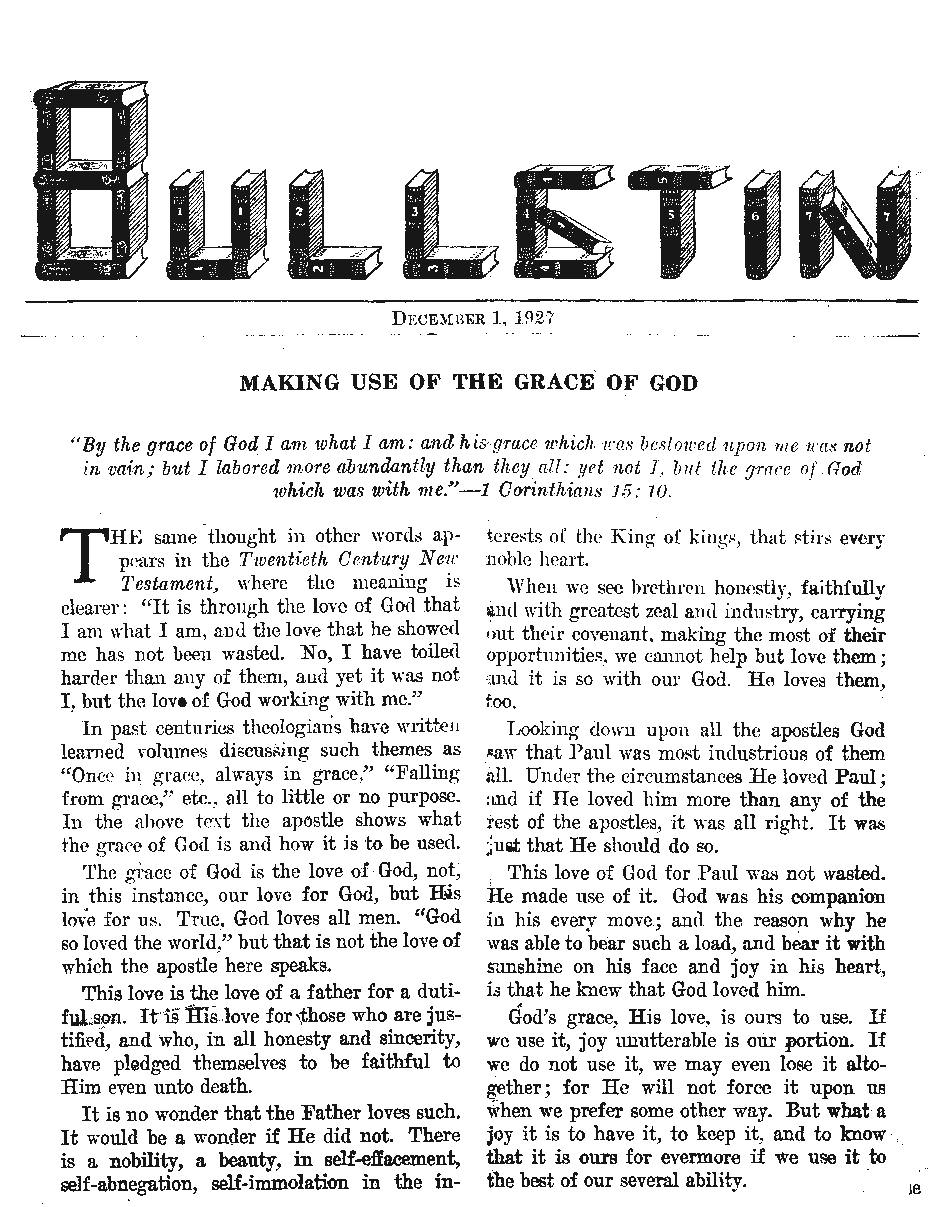 BULLETIN
DECEMBER 1, 1927
MAKING USE OF THE GRACE OF GOD
"By the grace of God I am what I am: and his grace which was bestowed upon me was not
in vain; but I labored more abundantly than they all: yet not I, but the grace of God
which was with me."—1 Corinthians 15: 10.
THE same thought in other words ap-
pears in the Twentieth Century New
Testament, where the meaning is
clearer: "It is through the love of God that
I am what I am, and the love that he showed
me has not been wasted. No, I have toiled
harder than any of them, and yet it was not
I, but the love of God working with me."
In past centuries theologians have written
learned volumes discussing such themes as
"Once in grace, always in grace," "Falling
from grace," etc., all to little or no purpose.
In the above text the apostle shows what
the grace of God is and how it is to be used.
The grace of God is the love of God, not,
in this instance, our love for God, but His
love for us. True, God loves all men. "God
so loved the world," but that is not the love of
which the apostle here speaks.
This love is the love of a father for a duti-
ful son. It is His love for those who are jus-
tified, and who, in all honesty and sincerity,
have pledged themselves to be faithful to
Him even unto death.
It is no wonder that the Father loves such.
It would be a wonder if He did not. There
is a nobility, a beauty, in self-effacement,
self-abnegation, self-immolation in the in-
terests of the King of kings, that stirs every
noble heart.
When we see brethren honestly, faithfully
and with greatest zeal and industry, carrying
out their covenant, making the most of their
opportunities, we cannot help but love them;
and it is so with our God. He loves them,
too.
Looking down upon all the apostles God
saw that Paul was most industrious of them
all. Under the circumstances He loved Paul;
and if He loved him more than any of the
rest of the apostles, it was all right. It was
just that He should do so.
This love of God for Paul was not wasted.
He made use of it. God was his companion
in his every move; and the reason why he
was able to bear such a load, and bear it with
sunshine on his face and joy in his heart,
is that he knew that God loved him.
God's grace, His love, is ours to use. If
we use it, joy unutterable is our portion. If
we do not use it, we may even lose it alto-
gether; for He will not force it upon us
when we prefer some other way. But what a
joy it is to have it, to keep it, and to know
that it is ours for evermore if we use it to
the best of our several ability.